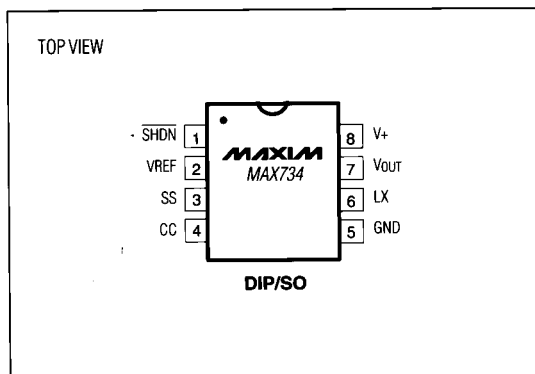 TOP VIEW
SHDN 1
VREF 2
SS 3
CC 4
MAXIM
MAX734
8 V+
7 VOUT
6 LX
5 GND
DIP/SO